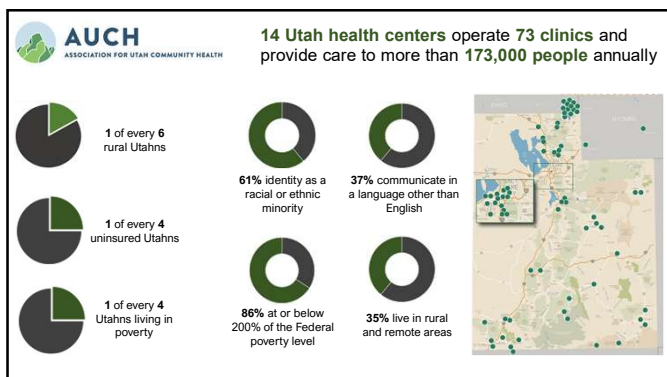 AUCH
ASSOCIATION FOR UTAH COMMUNITY HEALTH
14 Utah health centers operate 73 clinics and
provide care to more than 173,000 people annually
1 of every 6
rural Utahns
1 of every 4
uninsured Utahns
1 of every 4
Utahns living in
poverty
61% identity as a
racial or ethnic
minority
37% communicate in
a language other than
English
86% at or below
200% of the Federal
poverty level
35% live in rural
and remote areas